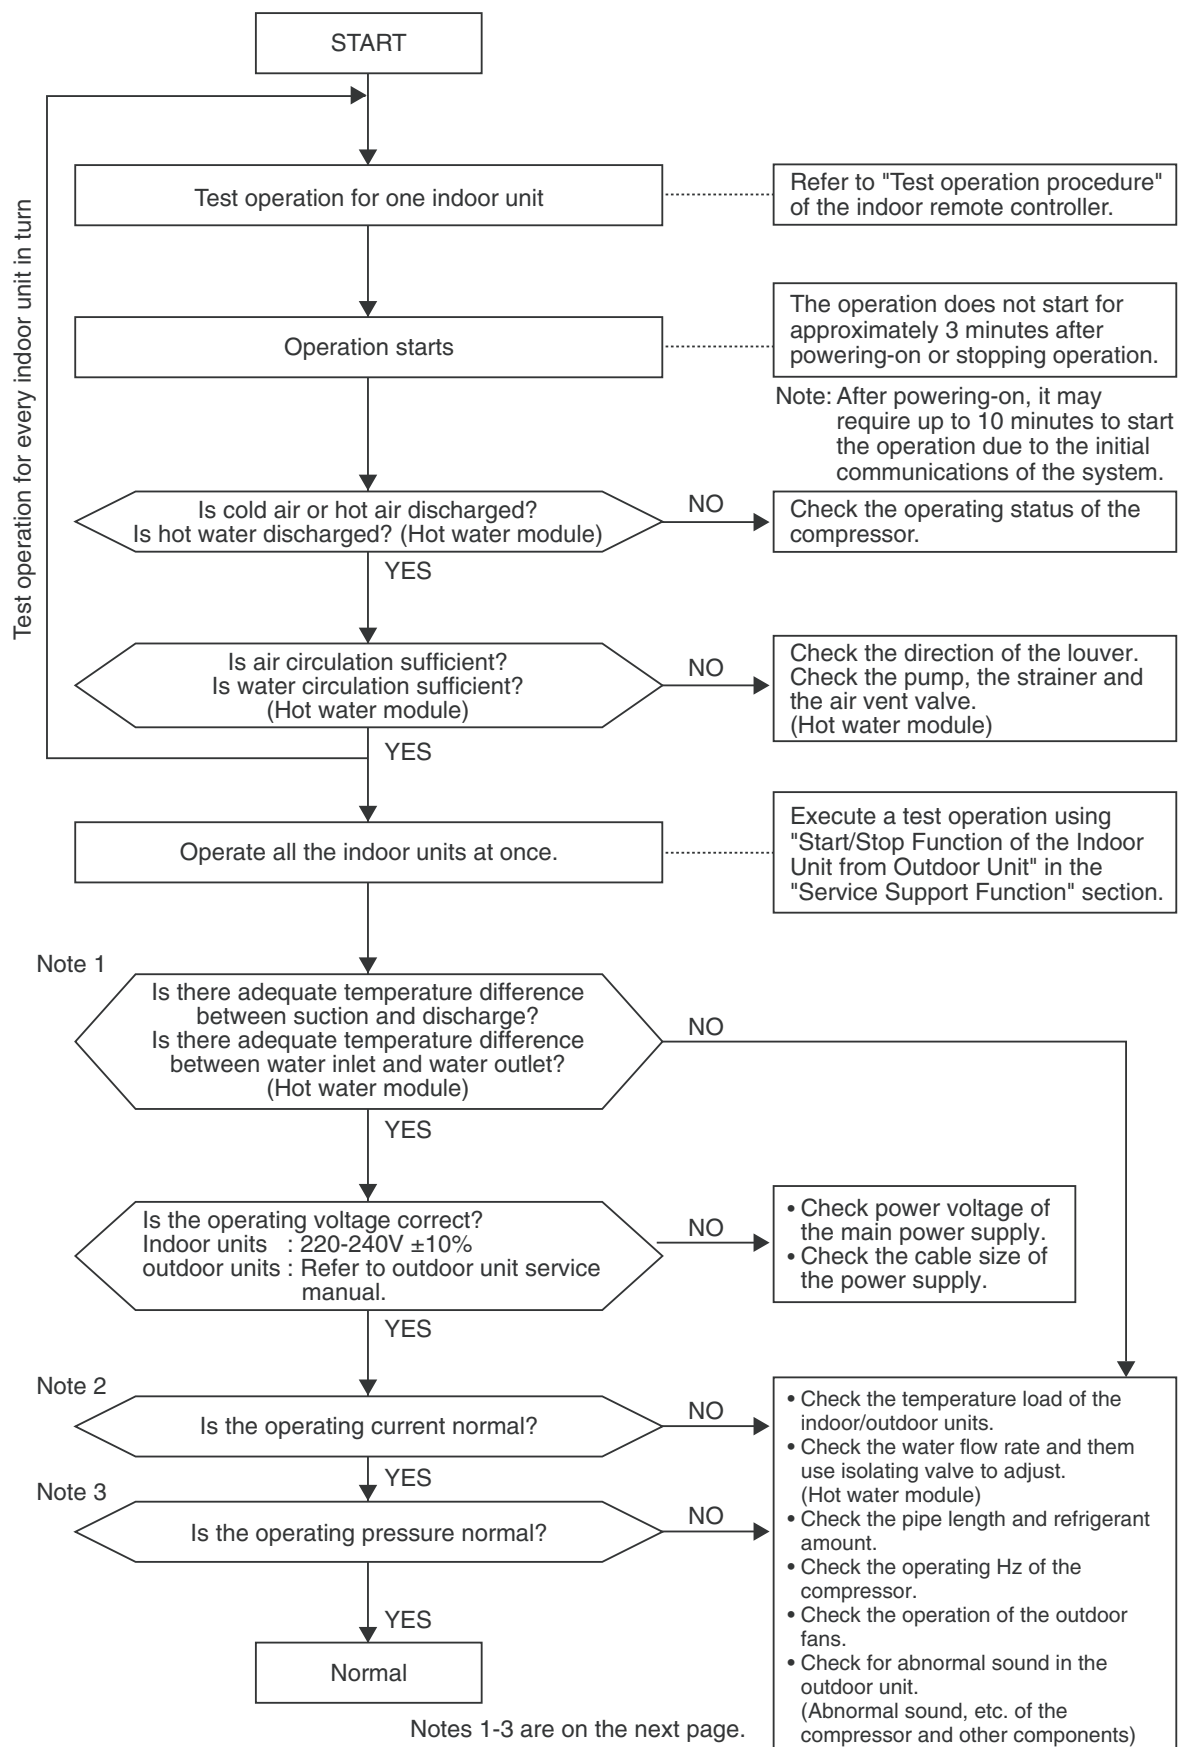 START
Test operation for every indoor unit in turn
Test operation for one indoor unit
Refer to "Test operation procedure"
of the indoor remote controller.
Operation starts
The operation does not start for
approximately 3 minutes after
powering-on or stopping operation.
Note: After powering-on, it may
require up to 10 minutes to start
the operation due to the initial
communications of the system.
Is cold air or hot air discharged?
Is hot water discharged? (Hot water module)
NO
Check the operating status of the
compressor.
YES
Is air circulation sufficient?
Is water circulation sufficient?
(Hot water module)
NO
Check the direction of the louver.
Check the pump, the strainer and
the air vent valve.
(Hot water module)
YES
Operate all the indoor units at once.
Execute a test operation using
"Start/Stop Function of the Indoor
Unit from Outdoor Unit" in the
"Service Support Function" section.
Note 1
Is there adequate temperature difference
between suction and discharge?
Is there adequate temperature difference
between water inlet and water outlet?
(Hot water module)
NO
YES
Is the operating voltage correct?
Indoor units : 220-240V ±10%
outdoor units : Refer to outdoor unit service
manual.
NO
• Check power voltage of
the main power supply.
• Check the cable size of
the power supply.
YES
Note 2
Is the operating current normal?
NO
YES
Note 3
Is the operating pressure normal?
NO
• Check the temperature load of the
indoor/outdoor units.
• Check the water flow rate and them
use isolating valve to adjust.
(Hot water module)
• Check the pipe length and refrigerant
amount.
• Check the operating Hz of the
compressor.
• Check the operation of the outdoor
fans.
• Check for abnormal sound in the
outdoor unit.
(Abnormal sound, etc. of the
compressor and other components)
YES
Normal
Notes 1-3 are on the next page.